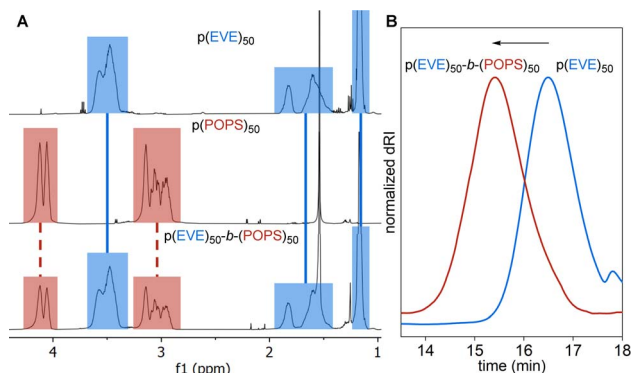 A
p(EVE)50
p(POPS)50
p(EVE)50-b-(POPS)50
4
3
2
1
f1 (ppm)
B
p(EVE)50-b-(POPS)50
p(EVE)50
normalized dRI
14
15
16
17
18
time (min)